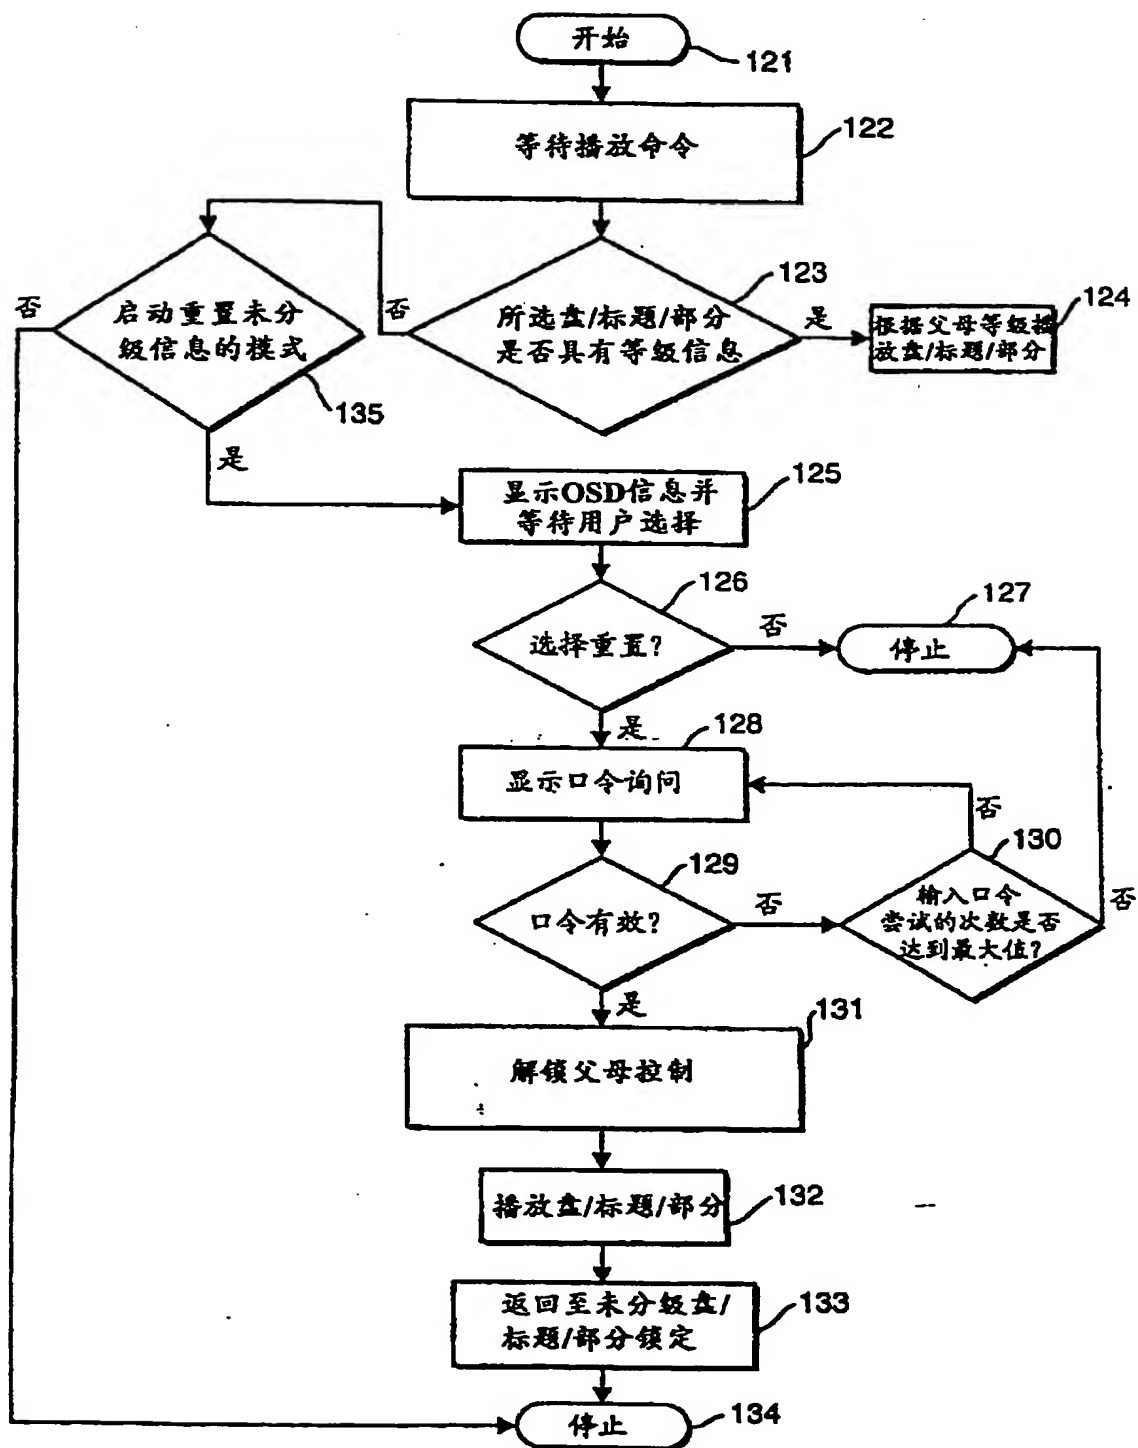 开始
121
等待播放命令
122
123
所选盘/标题/部分
是否具有等级信息
否
是
124
根据父母等级播
放盘/标题/部分
否
启动重置未分
级信息的模式
135
是
125
显示OSD信息并
等待用户选择
126
选择重置?
否
127
停止
是
128
显示口令询问
否
否
129
口令有效?
否
130
输入口令
尝试的次数是否
达到最大值?
是
131
解锁父母控制
132
播放盘/标题/部分
133
返回至未分级盘/
标题/部分锁定
停止
134